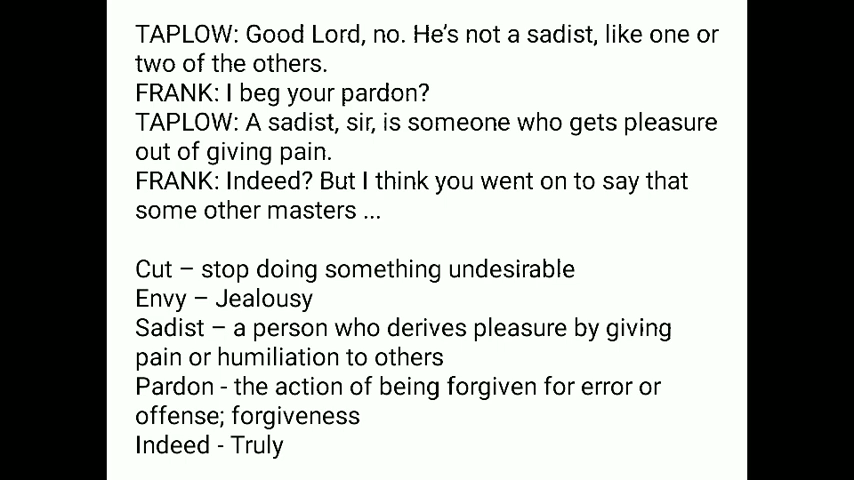 TAPLOW: Good Lord, no. He's not a sadist, like one or
two of the others.
FRANK: I beg your pardon?
TAPLOW: A sadist, sir, is someone who gets pleasure
out of giving pain.
FRANK: Indeed? But I think you went on to say that
some other masters ...
Cut – stop doing something undesirable
Envy – Jealousy
Sadist – a person who derives pleasure by giving
pain or humiliation to others
Pardon - the action of being forgiven for error or
offense; forgiveness
Indeed - Truly